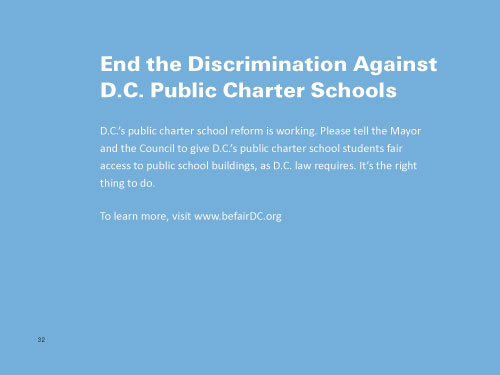 End the Discrimination Against
D.C. Public Charter Schools
D.C.’s public charter school reform is working. Please tell the Mayor
and the Council to give D.C.’s public charter school students fair
access to public school buildings, as D.C. law requires. It’s the right
thing to do.
To learn more, visit www.befairDC.org
32